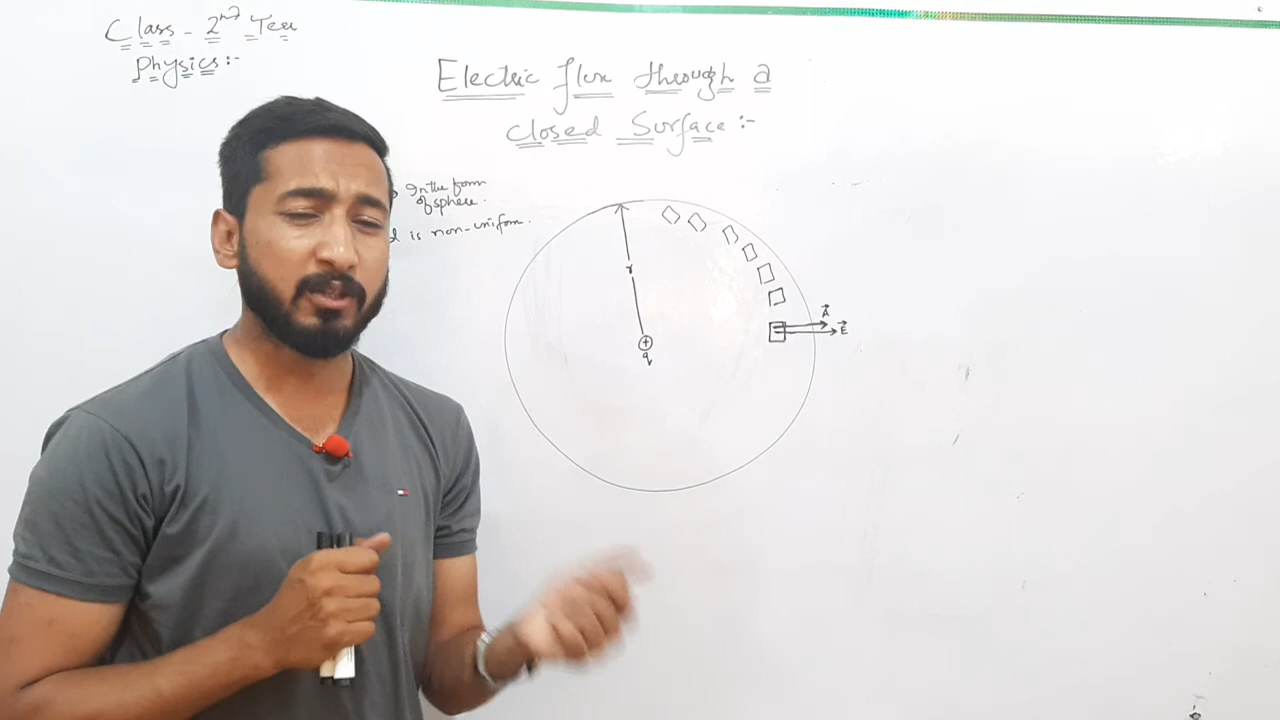 Class - 2nd Year
Physics :-
Electric flux through a
closed Surface :-
In the form
of sphere.
is non-uniform.
r
+
q
A
E